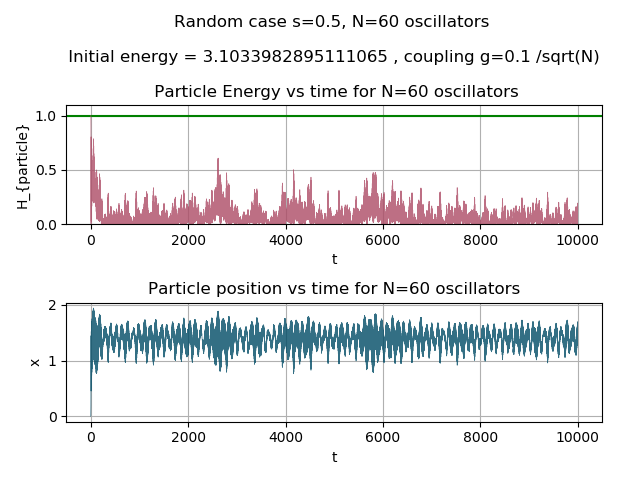 Random case s=0.5, N=60 oscillators
Initial energy = 3.1033982895111065 , coupling g=0.1 /sqrt(N)
Particle Energy vs time for N=60 oscillators
1.0
0.5
0.0
H_{particle}
0 2000 4000 6000 8000 10000
t
Particle position vs time for N=60 oscillators
2
1
0
x
0 2000 4000 6000 8000 10000
t